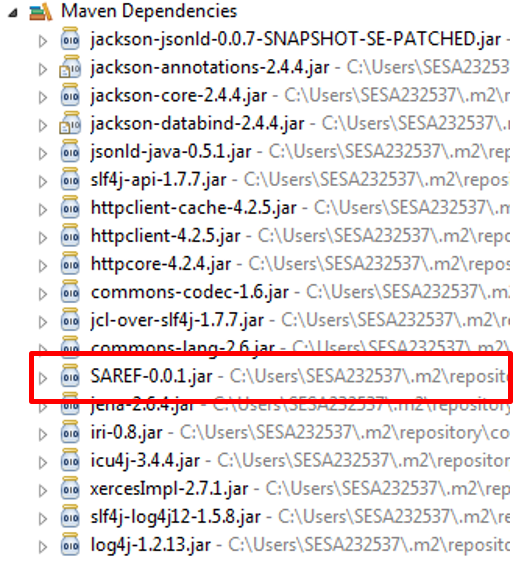 Maven Dependencies
jackson-jsonld-0.0.7-SNAPSHOT-SE-PATCHED.jar -
jackson-annotations-2.4.4.jar - C:\Users\SESA23253
jackson-core-2.4.4.jar - C:\Users\SESA232537\.m2\re
jackson-databind-2.4.4.jar - C:\Users\SESA232537\
jsonld-java-0.5.1.jar - C:\Users\SESA232537\.m2\rep
slf4j-api-1.7.7.jar - C:\Users\SESA232537\.m2\reposi
httpclient-cache-4.2.5.jar - C:\Users\SESA232537\.m
httpclient-4.2.5.jar - C:\Users\SESA232537\.m2\repo
httpcore-4.2.4.jar - C:\Users\SESA232537\.m2\repos
commons-codec-1.6.jar - C:\Users\SESA232537\.m2
jcl-over-slf4j-1.7.7.jar - C:\Users\SESA232537\.m2\r
commons-lang-2.6.jar - C:\Users\SESA232537\.m2\
SAREF-0.0.1.jar - C:\Users\SESA232537\.m2\reposit
jena-2.6.4.jar - C:\Users\SESA232537\.m2\repository
iri-0.8.jar - C:\Users\SESA232537\.m2\repository\co
icu4j-3.4.4.jar - C:\Users\SESA232537\.m2\repositor
xercesImpl-2.7.1.jar - C:\Users\SESA232537\.m2\rep
slf4j-log4j12-1.5.8.jar - C:\Users\SESA232537\.m2\r
log4j-1.2.13.jar - C:\Users\SESA232537\.m2\reposit